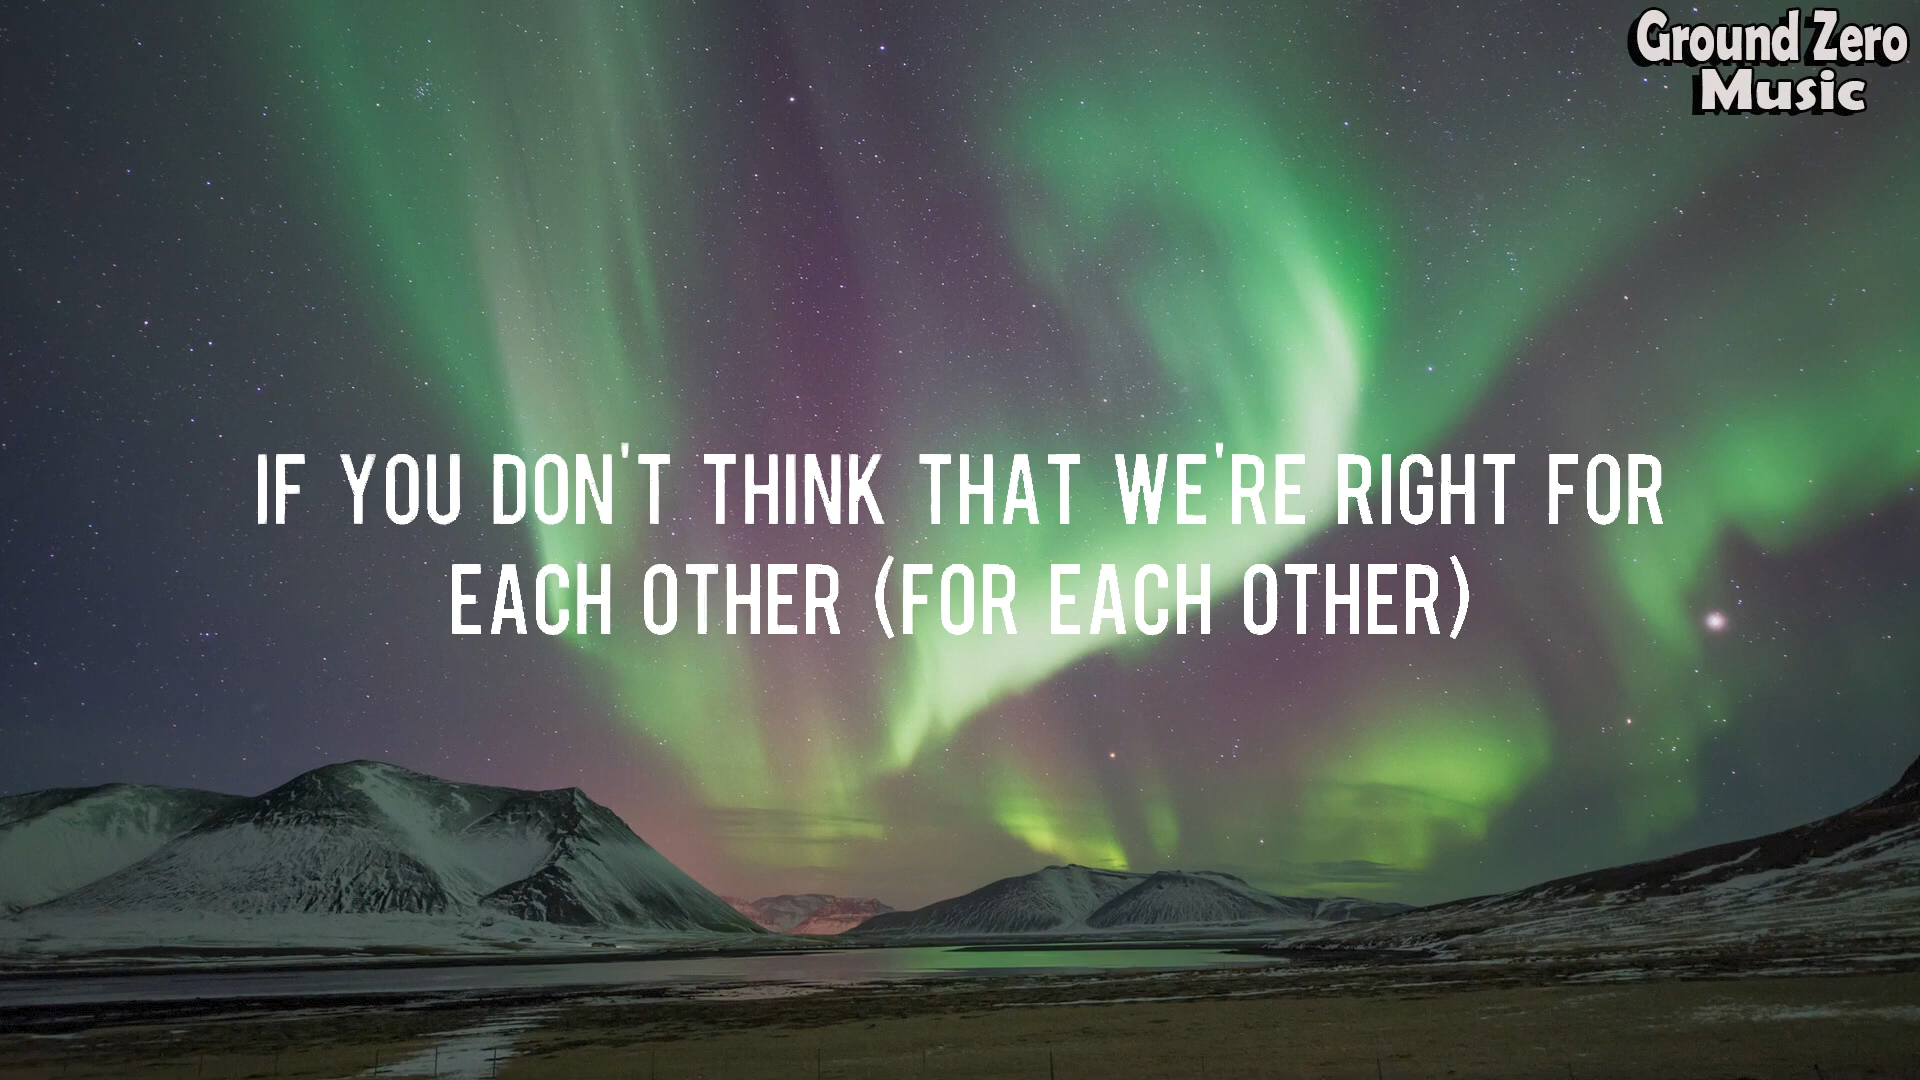 Ground Zero
Music
IF YOU DON'T THINK THAT WE'RE RIGHT FOR
EACH OTHER (FOR EACH OTHER)